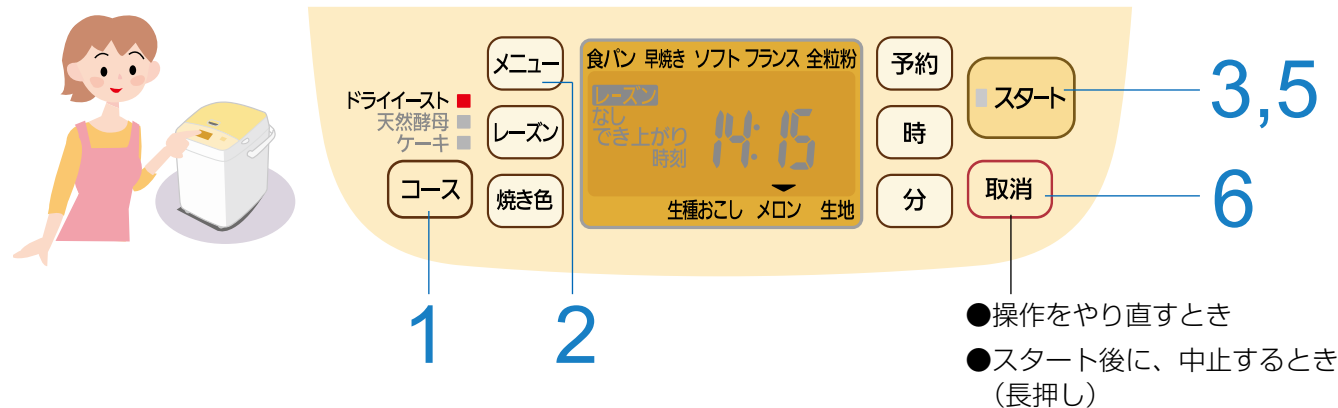 メニュー
食パン 早焼き ソフト フランス 全粒粉
予約
スタート
3,5
ドライイースト
天然酵母
ケーキ
レーズン
レーズン
なし
でき上がり
時刻
14:15
時
コース
焼き色
生種おこし メロン 生地
分
取消
6
1
2
●操作をやり直すとき
●スタート後に、中止するとき
(長押し)